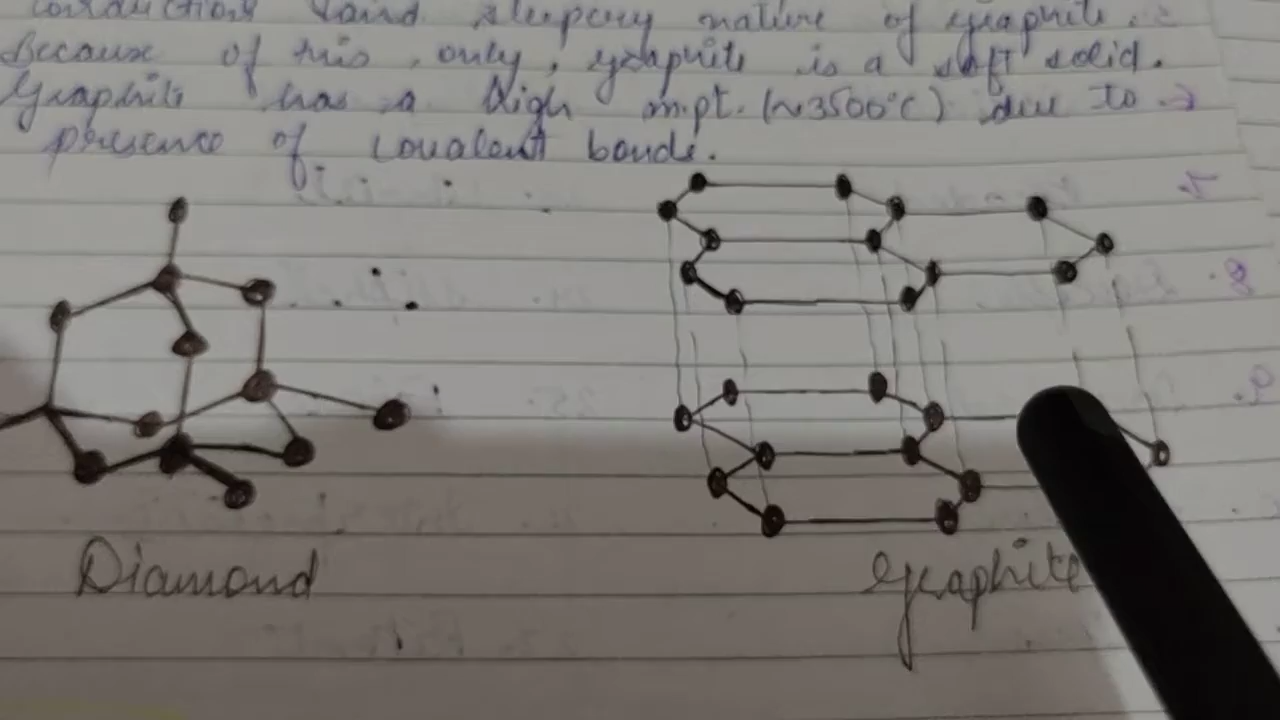 and slippery nature of graphite.
Because of this, only, graphite is a soft solid.
Graphite has a high m.pt. (~3500°C) due to
presence of covalent bonds.
Diamond
Graphite